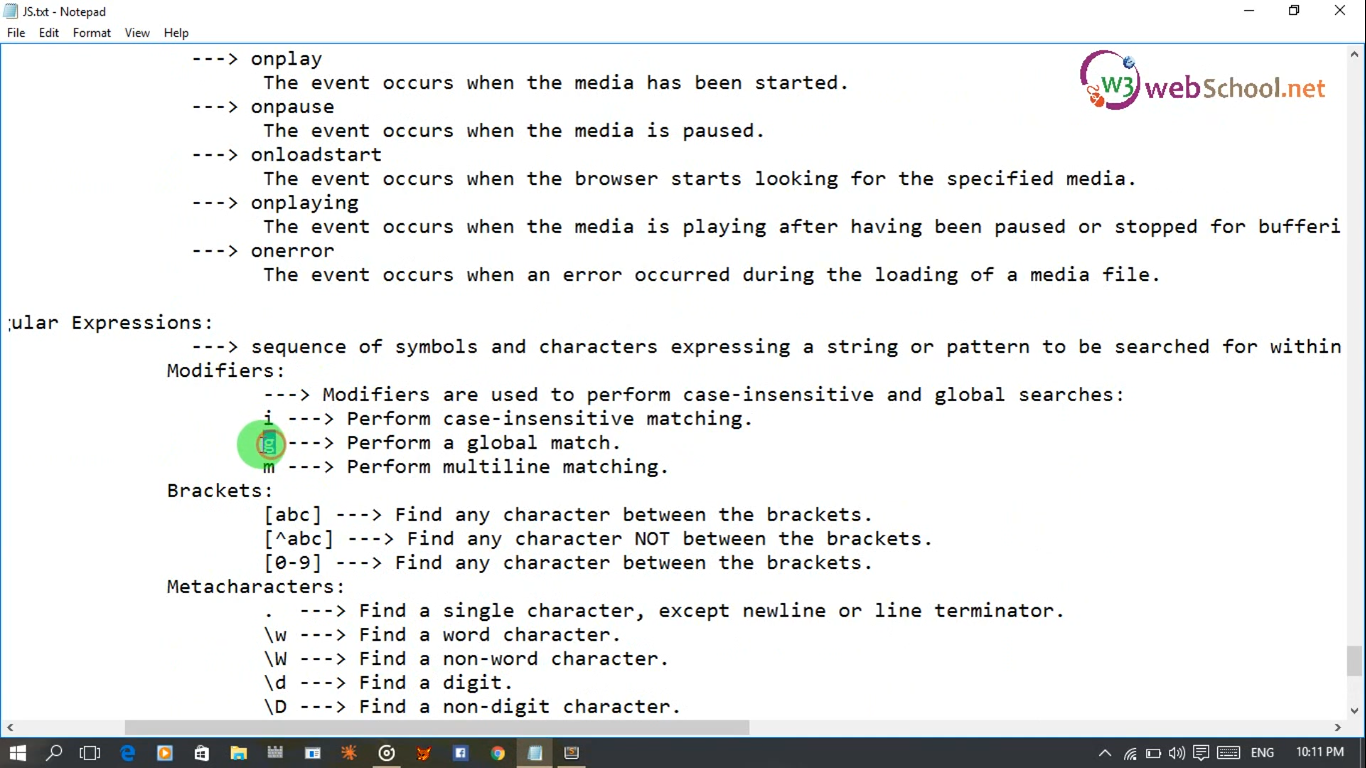 JS.txt - Notepad
File Edit Format View Help
---> onplay
The event occurs when the media has been started.
---> onpause
The event occurs when the media is paused.
---> onloadstart
The event occurs when the browser starts looking for the specified media.
---> onplaying
The event occurs when the media is playing after having been paused or stopped for bufferi
---> onerror
The event occurs when an error occurred during the loading of a media file.
gular Expressions:
---> sequence of symbols and characters expressing a string or pattern to be searched for within
Modifiers:
---> Modifiers are used to perform case-insensitive and global searches:
i ---> Perform case-insensitive matching.
g ---> Perform a global match.
m ---> Perform multiline matching.
Brackets:
[abc] ---> Find any character between the brackets.
[^abc] ---> Find any character NOT between the brackets.
[0-9] ---> Find any character between the brackets.
Metacharacters:
. ---> Find a single character, except newline or line terminator.
\w ---> Find a word character.
\W ---> Find a non-word character.
\d ---> Find a digit.
\D ---> Find a non-digit character.
W3 webSchool.net
ENG 10:11 PM